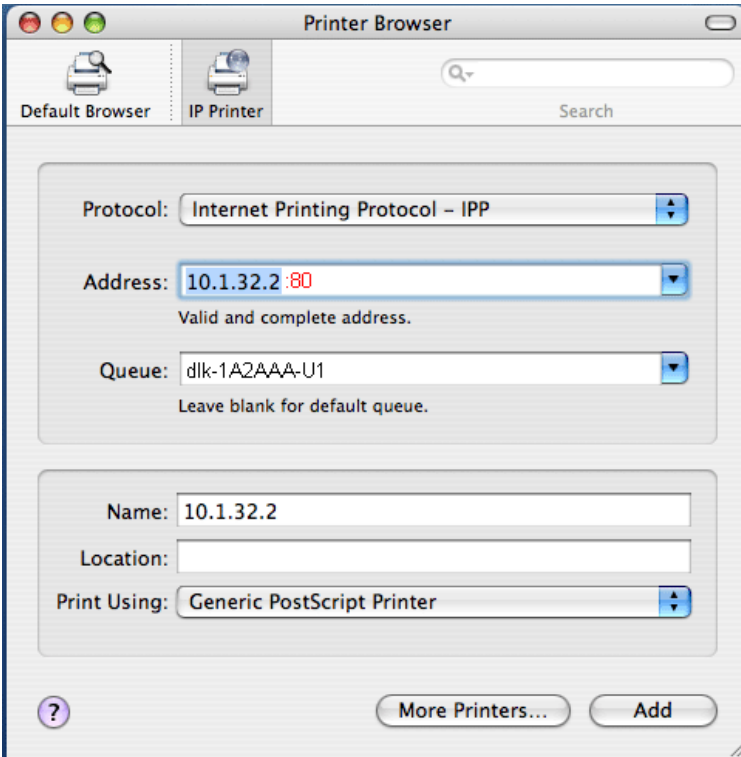 Printer Browser
Default Browser
IP Printer
Search
Protocol: Internet Printing Protocol – IPP
Address: 10.1.32.2 :80
Valid and complete address.
Queue: dlk-1A2AAA-U1
Leave blank for default queue.
Name: 10.1.32.2
Location:
Print Using: Generic PostScript Printer
? More Printers... Add